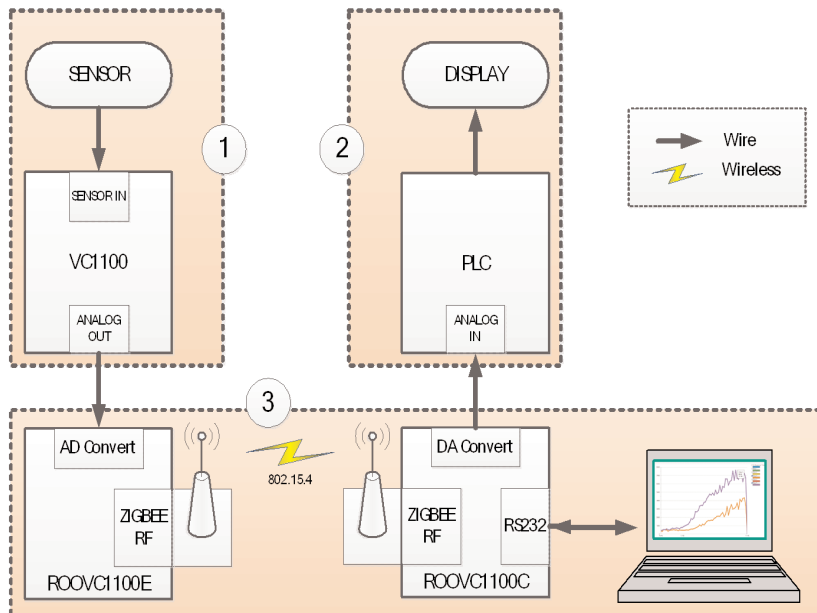 SENSOR
SENSOR IN
VC1100
ANALOG
OUT
1
DISPLAY
PLC
ANALOG
IN
2
Wire
Wireless
3
AD Convert
ZIGBEE
RF
ROOVC1100E
802.15.4
DA Convert
ZIGBEE
RF
RS232
ROOVC1100C